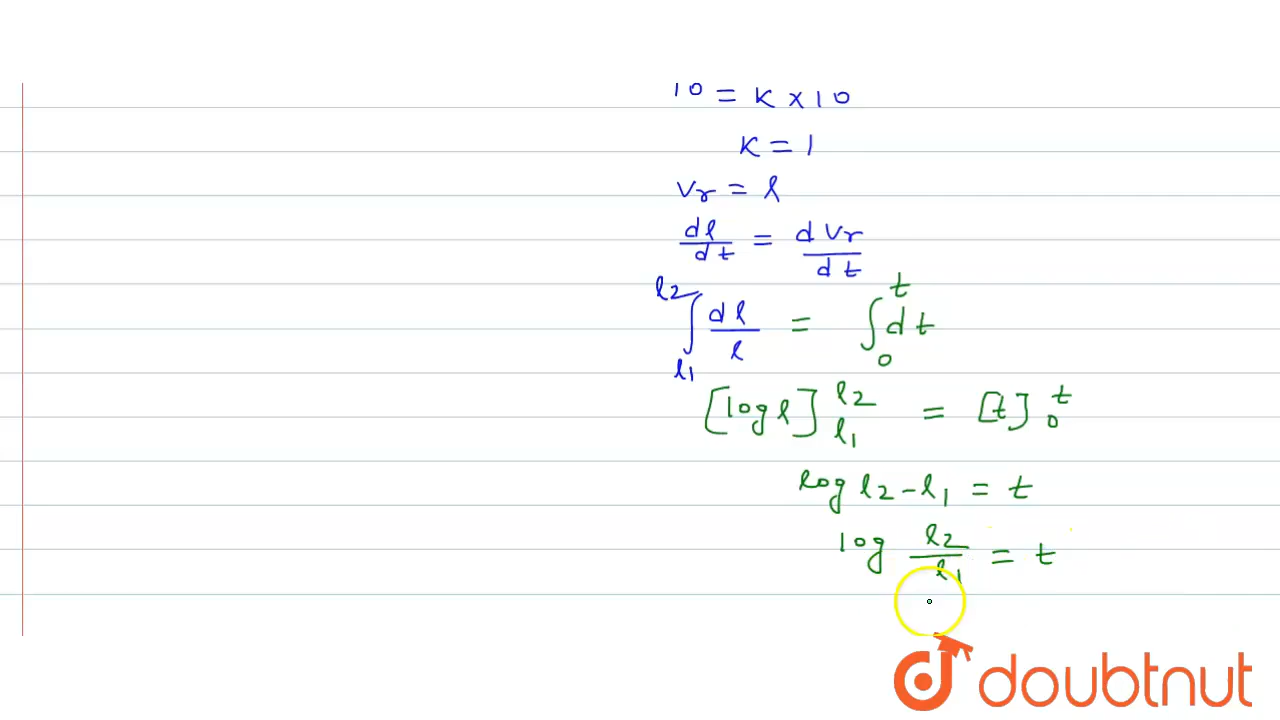 10 = K × 10
K = 1
Vr = l
dl/dt = dVr/dt
∫_{l1}^{l2} dl/l = ∫_0^t dt
[log l]_{l1}^{l2} = [t]_0^t
log l2 - l1 = t
log l2/l1 = t
doubtnut